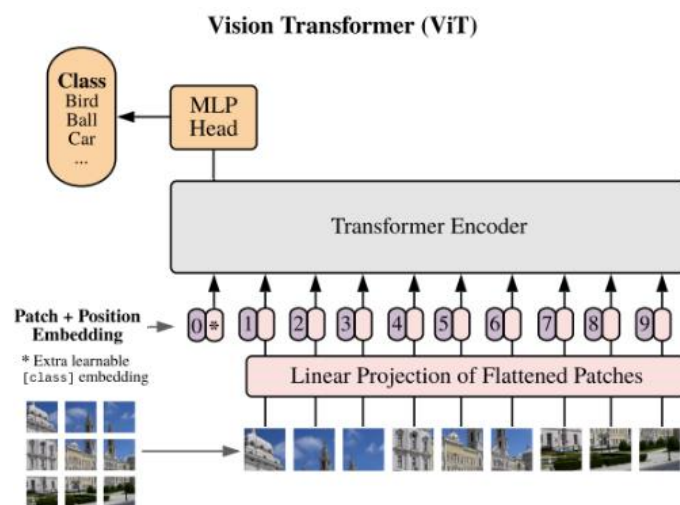 Vision Transformer (ViT)
Class
Bird
Ball
Car
...
MLP
Head
Transformer Encoder
Patch + Position
Embedding
0 * 1 2 3 4 5 6 7 8 9
* Extra learnable
[class] embedding
Linear Projection of Flattened Patches